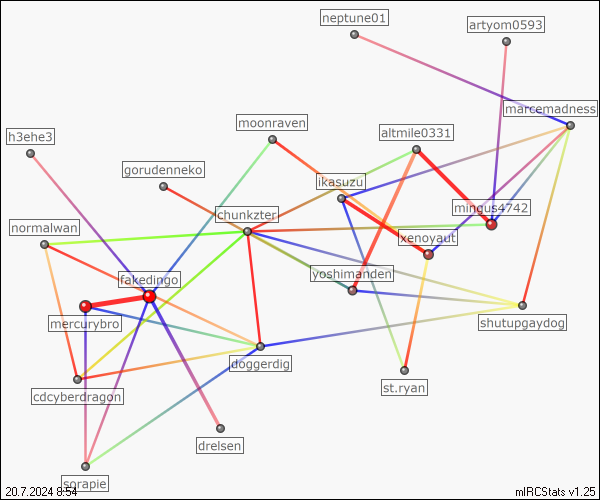 neptune01
artyom0593
marcemadness
moonraven
h3ehe3
altmile0331
gorudenneko
ikasuzu
mingus4742
chunkzter
normalwan
xenoyaut
yoshimanden
fakedingo
mercurybro
shutupgaydog
doggerdig
st.ryan
cdcyberdragon
drelsen
sorapie
20.7.2024 8:54
mIRCStats v1.25